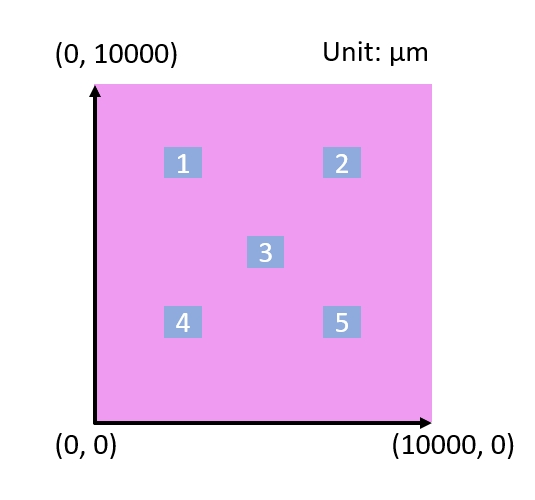 (0, 10000) Unit: μm
1 2
3
4 5
(0, 0) (10000, 0)